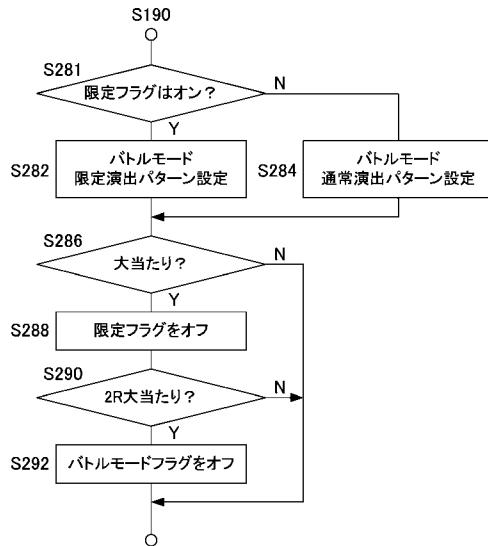 S190
S281
限定フラグはオン？
N
Y
S282
バトルモード
限定演出パターン設定
S284
バトルモード
通常演出パターン設定
S286
大当たり？
N
Y
S288
限定フラグをオフ
S290
2R大当たり？
N
Y
S292
バトルモードフラグをオフ